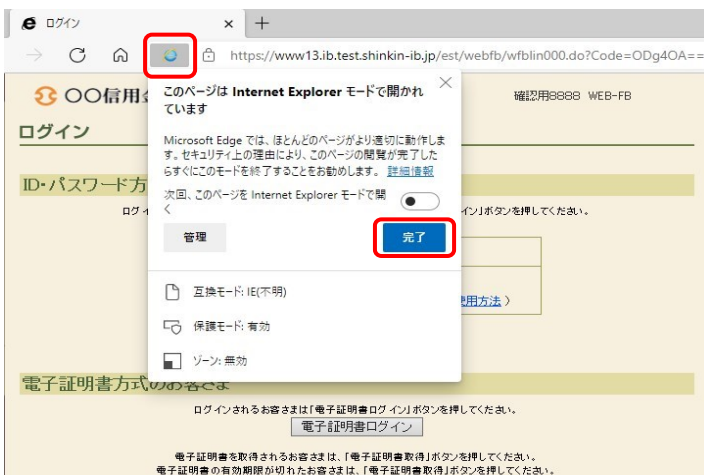 ログイン
https://www13.ib.test.shinkin-ib.jp/est/webfb/wfblin000.do?Code=ODg4OA==
〇〇信用
確認用8888 WEB-FB
ログイン
ID・パスワード方
ログイ
イン」ボタンを押してください。
使用方法）
このページは Internet Explorer モードで開かれ
ています
Microsoft Edge では、ほとんどのページがより適切に動作しま
す。セキュリティ上の理由により、このページの閲覧が完了した
らすぐにこのモードを終了することをお勧めします。 詳細情報
次回、このページを Internet Explorer モードで開
く
管理
完了
互換モード: IE(不明)
保護モード: 有効
ゾーン: 無効
電子証明書方式のお客さま
ログインされるお客さまは「電子証明書ログイン」ボタンを押してください。
電子証明書ログイン
電子証明書を取得されるお客さまは、「電子証明書取得」ボタンを押してください。
電子証明書の有効期限が切れたお客さまは、「電子証明書取得」ボタンを押してください。